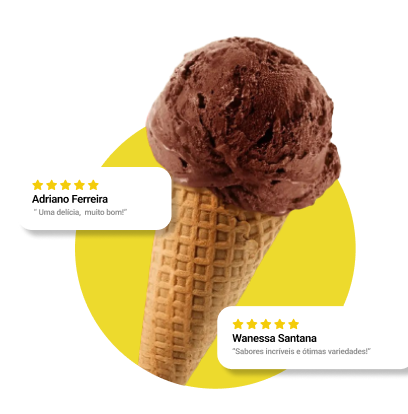 Adriano Ferreira
" Uma delícia, muito bom!"
Wanessa Santana
"Sabores incríveis e ótimas variedades!"